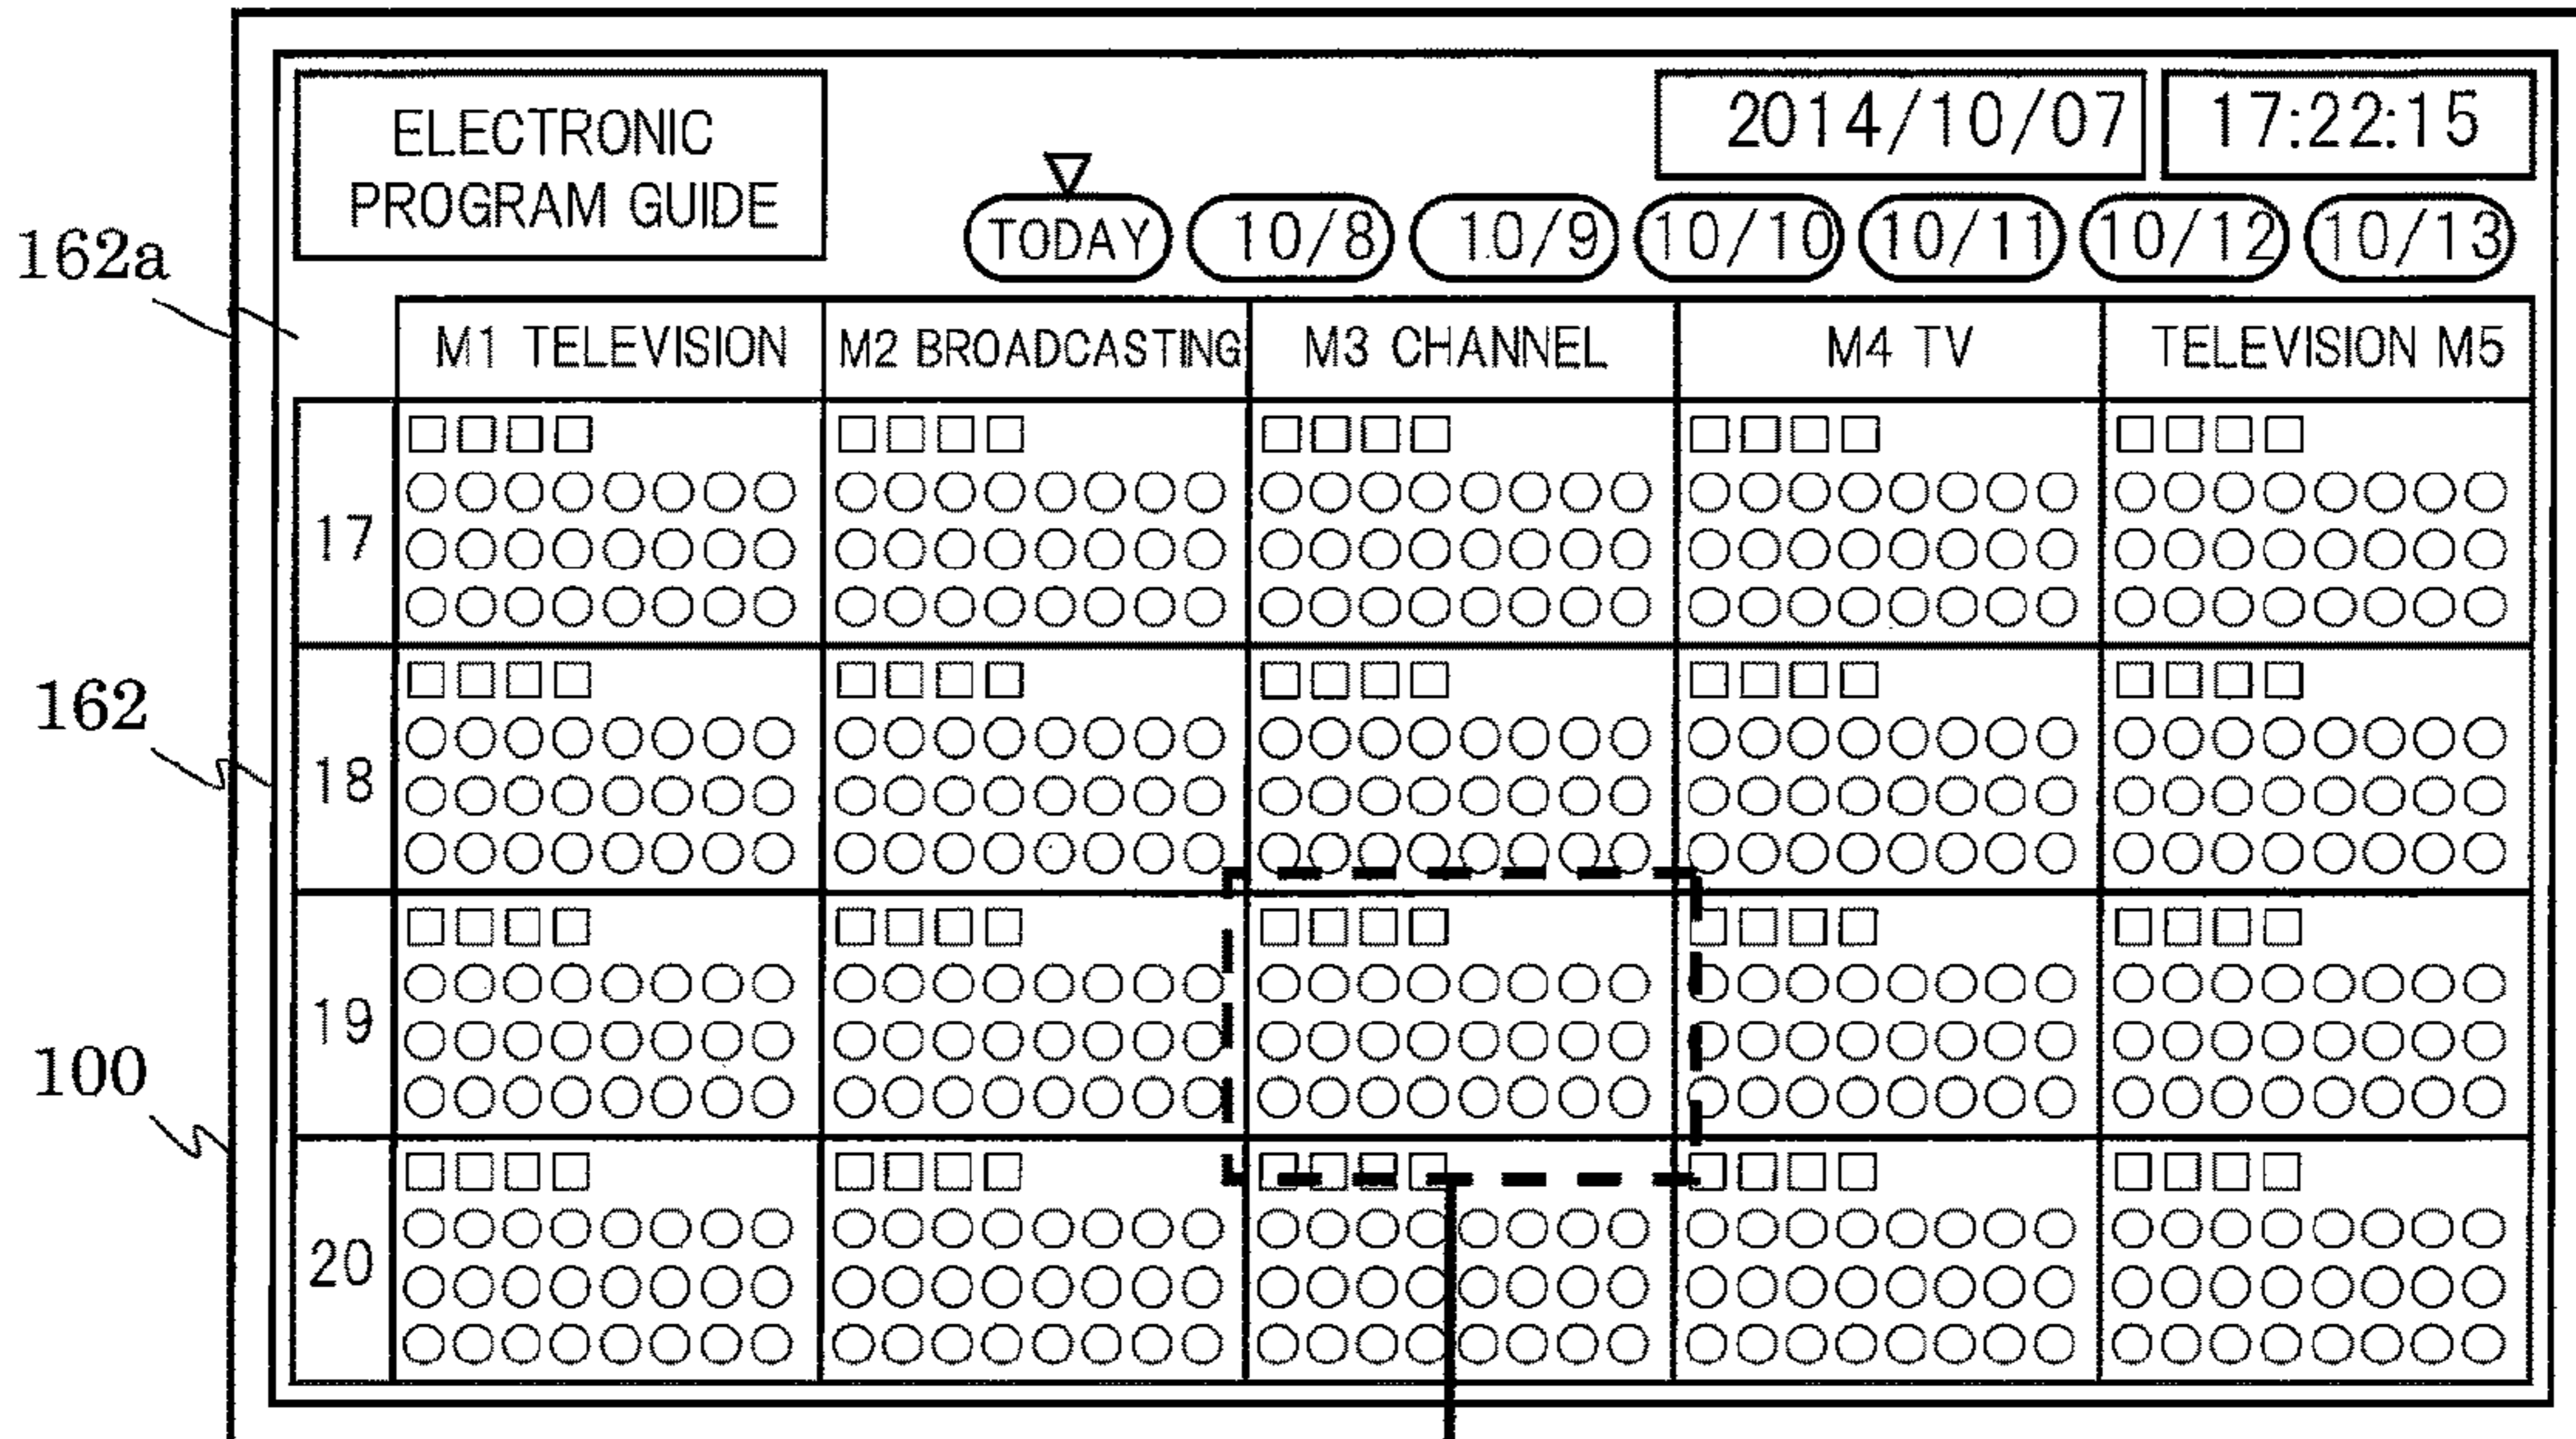 ELECTRONIC
PROGRAM GUIDE
2014/10/07 17:22:15
TODAY 10/8 10/9 10/10 10/11 10/12 10/13
162a
M1 TELEVISION M2 BROADCASTING M3 CHANNEL M4 TV TELEVISION M5
□□□□ □□□□ □□□□ □□□□ □□□□
○○○○○○○○ ○○○○○○○○ ○○○○○○○○ ○○○○○○○○ ○○○○○○○○
17 ○○○○○○○○ ○○○○○○○○ ○○○○○○○○ ○○○○○○○○ ○○○○○○○○
○○○○○○○○ ○○○○○○○○ ○○○○○○○○ ○○○○○○○○ ○○○○○○○○
162
□□□□ □□□□ □□□□ □□□□ □□□□
○○○○○○○○ ○○○○○○○○ ○○○○○○○○ ○○○○○○○○ ○○○○○○○○
18 ○○○○○○○○ ○○○○○○○○ ○○○○○○○○ ○○○○○○○○ ○○○○○○○○
○○○○○○○○ ○○○○○○○○ ○○○○○○○○ ○○○○○○○○ ○○○○○○○○
□□□□ □□□□ □□□□ □□□□ □□□□
○○○○○○○○ ○○○○○○○○ ○○○○○○○○ ○○○○○○○○ ○○○○○○○○
19 ○○○○○○○○ ○○○○○○○○ ○○○○○○○○ ○○○○○○○○ ○○○○○○○○
100
○○○○○○○○ ○○○○○○○○ ○○○○○○○○ ○○○○○○○○ ○○○○○○○○
□□□□ □□□□ □□□□ □□□□ □□□□
○○○○○○○○ ○○○○○○○○ ○○○○○○○○ ○○○○○○○○ ○○○○○○○○
20 ○○○○○○○○ ○○○○○○○○ ○○○○○○○○ ○○○○○○○○ ○○○○○○○○
○○○○○○○○ ○○○○○○○○ ○○○○○○○○ ○○○○○○○○ ○○○○○○○○